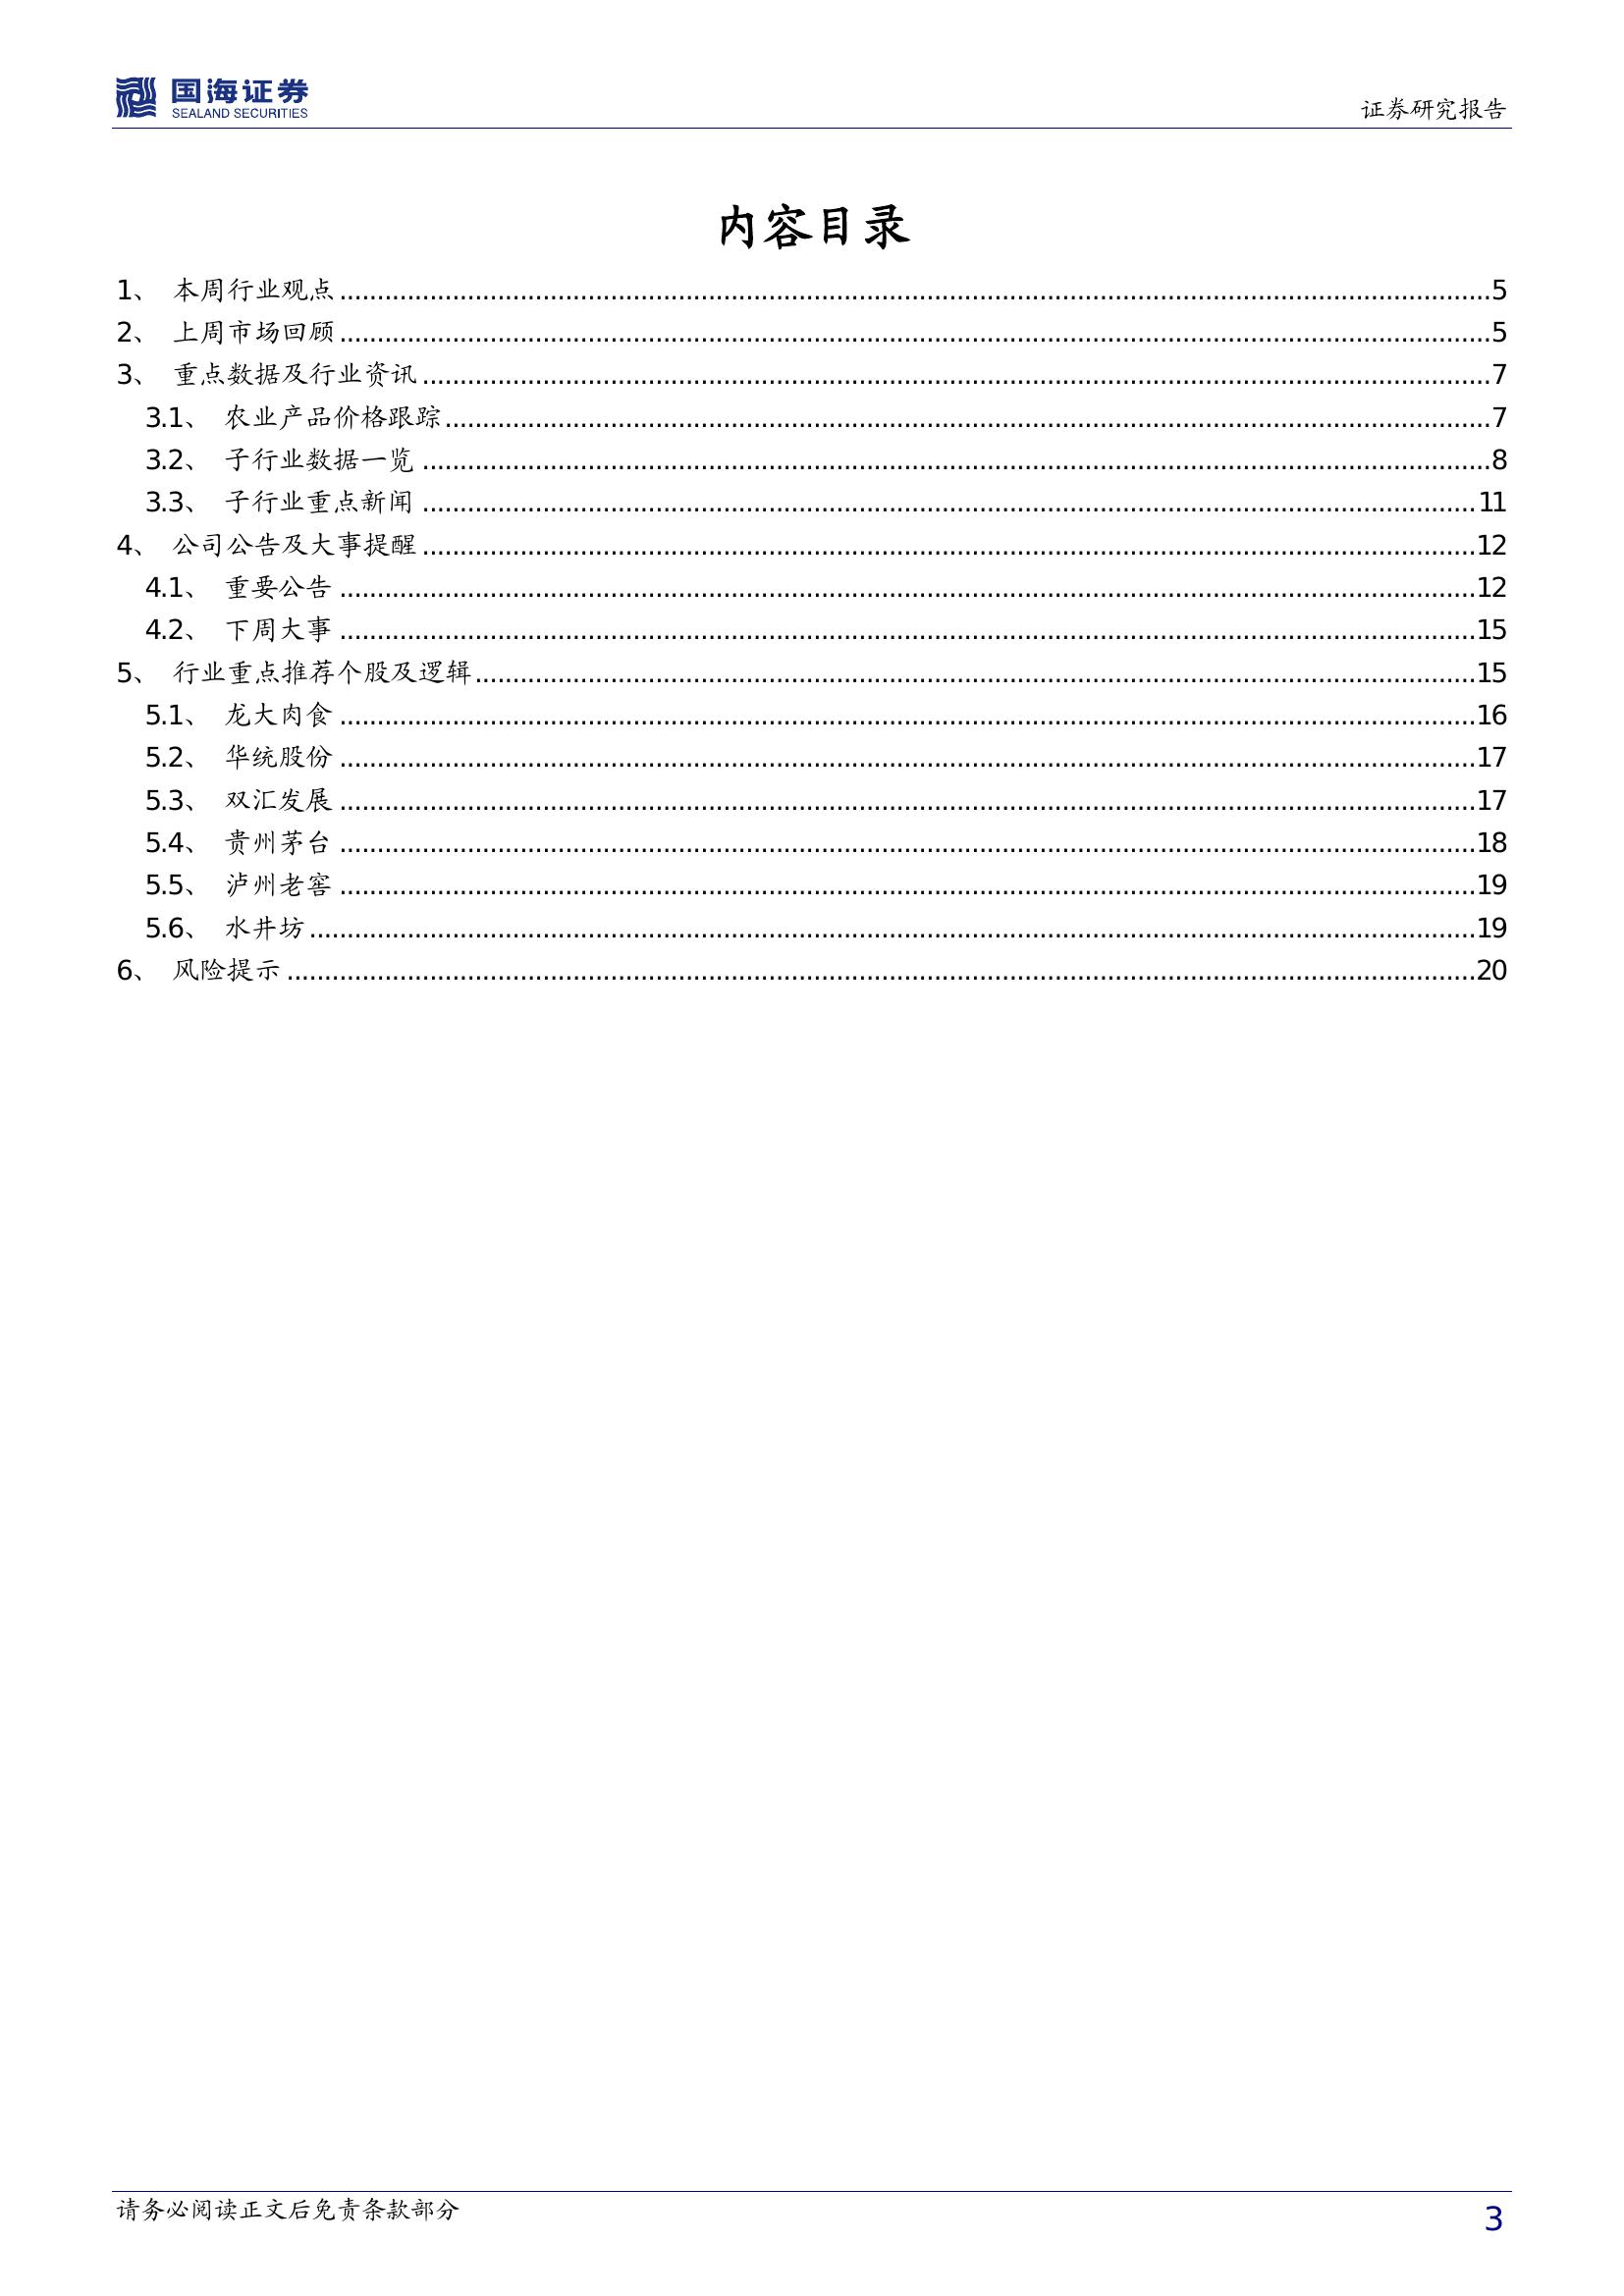 国海证券
SEALAND SECURITIES
证券研究报告
内容目录
1、 本周行业观点........................................5
2、 上周市场回顾........................................5
3、 重点数据及行业资讯........................................7
3.1、 农业产品价格跟踪........................................7
3.2、 子行业数据一览........................................8
3.3、 子行业重点新闻........................................11
4、 公司公告及大事提醒........................................12
4.1、 重要公告........................................12
4.2、 下周大事........................................15
5、 行业重点推荐个股及逻辑........................................15
5.1、 龙大肉食........................................16
5.2、 华统股份........................................17
5.3、 双汇发展........................................17
5.4、 贵州茅台........................................18
5.5、 泸州老窖........................................19
5.6、 水井坊........................................19
6、 风险提示........................................20
请务必阅读正文后免责条款部分
3